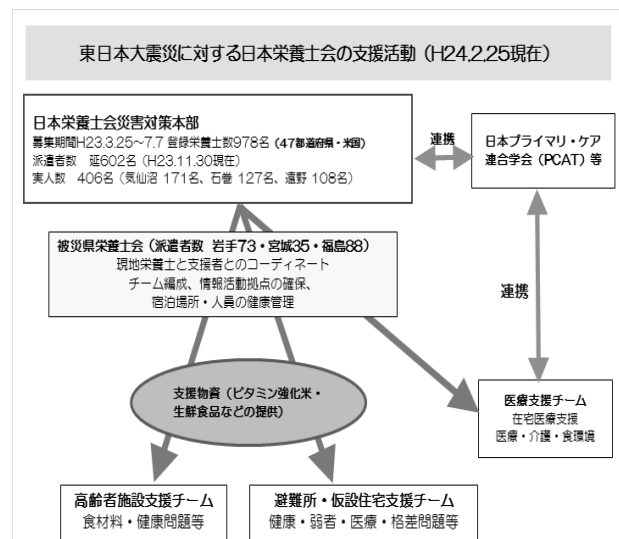 東日本大震災に対する日本栄養士会の支援活動（H24,2,25現在）
日本栄養士会災害対策本部
募集期間H23.3.25～7.7 登録栄養士数978名（47都道府県・米国）
派遣者数　延602名（H23.11.30現在）
実人数　406名（気仙沼 171名、石巻 127名、遠野 108名）
連携
日本プライマリ・ケア
連合学会（PCAT）等
被災県栄養士会（派遣者数 岩手73・宮城35・福島88）
現地栄養士と支援者とのコーディネート
チーム編成、情報活動拠点の確保、
宿泊場所・人員の健康管理
連携
支援物資（ビタミン強化米・
生鮮食品などの提供）
医療支援チーム
在宅医療支援
医療・介護・食環境
高齢者施設支援チーム
食材料・健康問題等
避難所・仮設住宅支援チーム
健康・弱者・医療・格差問題等